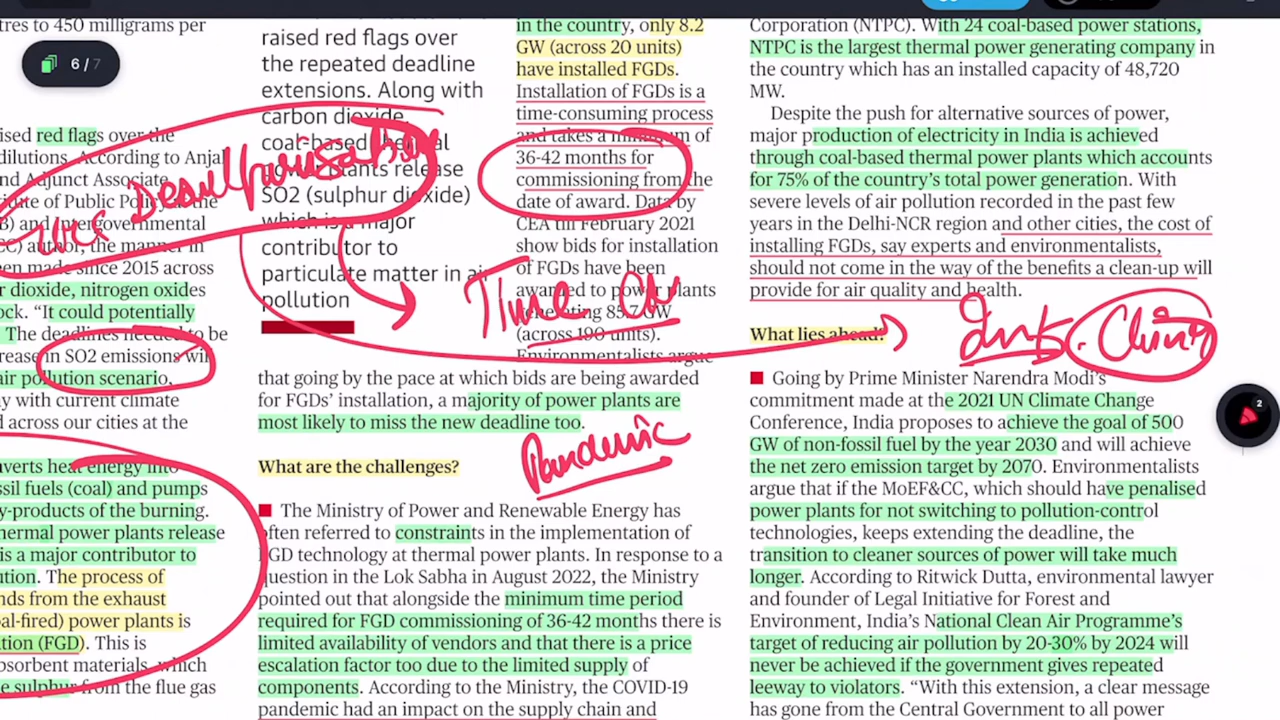 6 / 7
tres to 450 milligrams per
ised red flags over the
dilutions. According to Anjal
nd Adjunct Associate
ute of Public Policy
B) and intergovernmental
CC) author, the manner in
een made since 2015 across
r dioxide, nitrogen oxides
ock. “It could potentially
The deadlines needed to be
rease in SO2 emissions will
air pollution scenario,
y with current climate
d across our cities at the
verts heat energy into
ssil fuels (coal) and pumps
y-products of the burning.
hermal power plants release
is a major contributor to
ution. The process of
nds from the exhaust
oal-fired) power plants is
ation (FGD). This is
bsorbent materials, which
e sulphur from the flue gas
raised red flags over
the repeated deadline
extensions. Along with
carbon dioxide,
coal-based thermal
power plants release
SO2 (sulphur dioxide)
which is a major
contributor to
particulate matter in air
pollution
in the country, only 8.2
GW (across 20 units)
have installed FGDs.
Installation of FGDs is a
time-consuming process
and takes a minimum of
36-42 months for
commissioning from the
date of award. Data by
CEA till February 2021
show bids for installation
of FGDs have been
awarded to power plants
generating 85.7 GW
(across 190 units).
Environmentalists argue
that going by the pace at which bids are being awarded
for FGDs’ installation, a majority of power plants are
most likely to miss the new deadline too.
What are the challenges?
The Ministry of Power and Renewable Energy has
often referred to constraints in the implementation of
FGD technology at thermal power plants. In response to a
question in the Lok Sabha in August 2022, the Ministry
pointed out that alongside the minimum time period
required for FGD commissioning of 36-42 months there is
limited availability of vendors and that there is a price
escalation factor too due to the limited supply of
components. According to the Ministry, the COVID-19
pandemic had an impact on the supply chain and
Corporation (NTPC). With 24 coal-based power stations,
NTPC is the largest thermal power generating company in
the country which has an installed capacity of 48,720
MW.
Despite the push for alternative sources of power,
major production of electricity in India is achieved
through coal-based thermal power plants which accounts
for 75% of the country’s total power generation. With
severe levels of air pollution recorded in the past few
years in the Delhi-NCR region and other cities, the cost of
installing FGDs, say experts and environmentalists,
should not come in the way of the benefits a clean-up will
provide for air quality and health.
What lies ahead?
Going by Prime Minister Narendra Modi’s
commitment made at the 2021 UN Climate Change
Conference, India proposes to achieve the goal of 500
GW of non-fossil fuel by the year 2030 and will achieve
the net zero emission target by 2070. Environmentalists
argue that if the MoEF&CC, which should have penalised
power plants for not switching to pollution-control
technologies, keeps extending the deadline, the
transition to cleaner sources of power will take much
longer. According to Ritwick Dutta, environmental lawyer
and founder of Legal Initiative for Forest and
Environment, India’s National Clean Air Programme’s
target of reducing air pollution by 20-30% by 2024 will
never be achieved if the government gives repeated
leeway to violators. “With this extension, a clear message
has gone from the Central Government to all power
Desulphurisation
Time
Pandemic
China
2